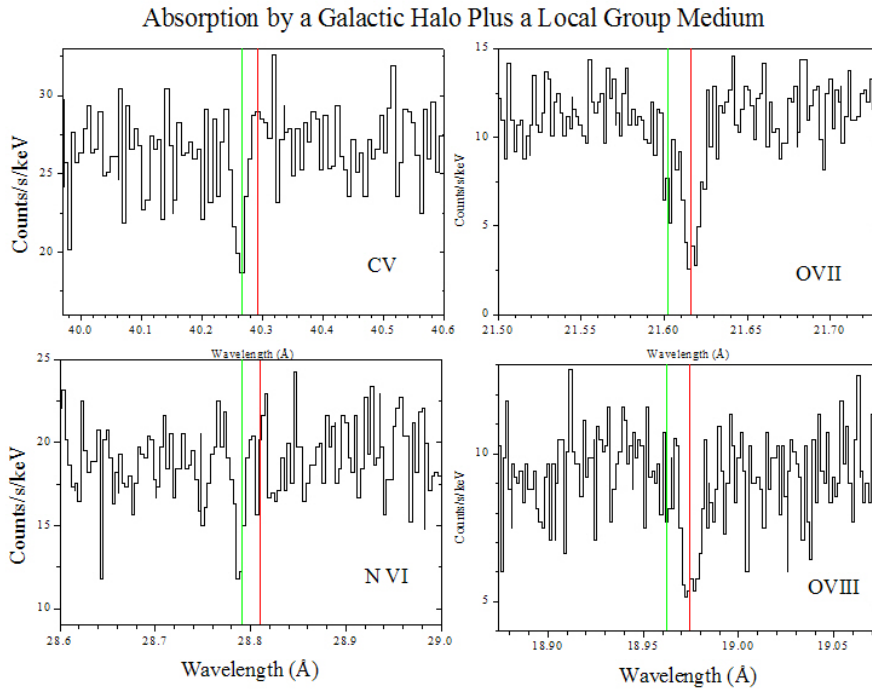 Absorption by a Galactic Halo Plus a Local Group Medium
Counts/s/keV
30
25
20
CV
40.0 40.1 40.2 40.3 40.4 40.5 40.6
Wavelength (Å)
Counts/s/keV
15
10
5
0
OVII
21.50 21.55 21.60 21.65 21.70
Wavelength (Å)
Counts/s/keV
25
20
15
10
N VI
28.6 28.7 28.8 28.9 29.0
Wavelength (Å)
Counts/s/keV
10
5
OVIII
18.90 18.95 19.00 19.05
Wavelength (Å)